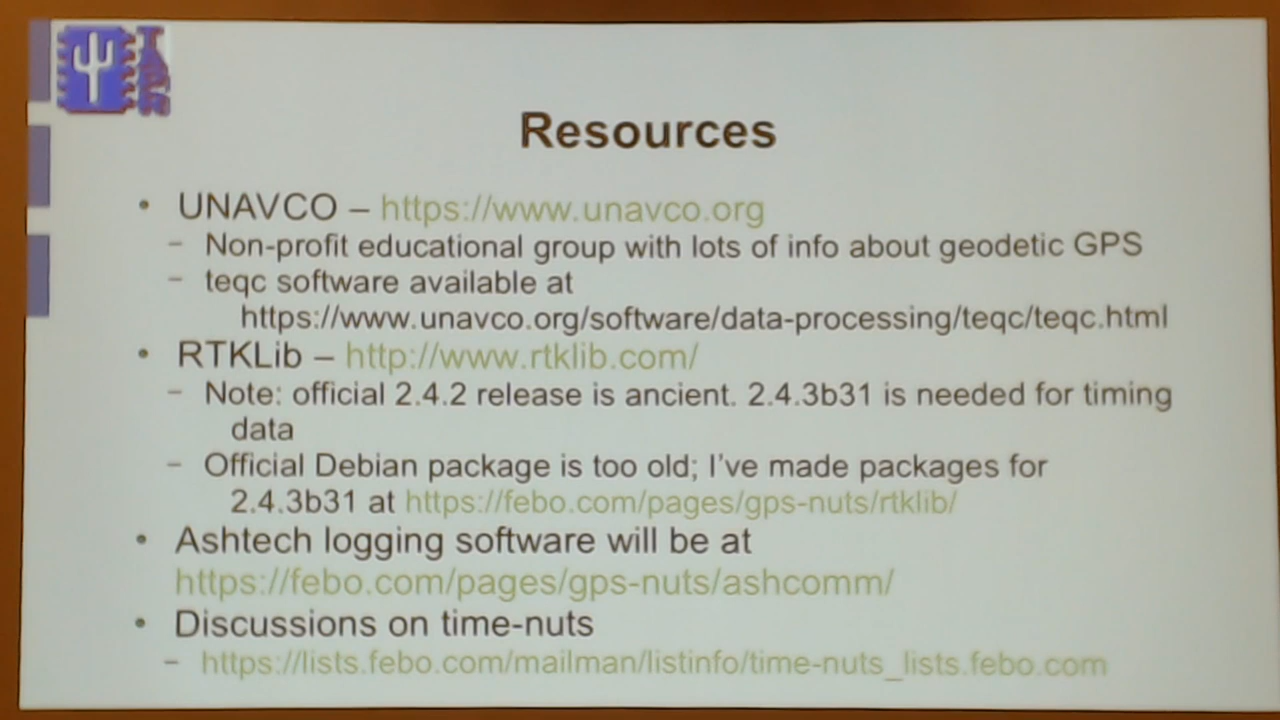 Resources
• UNAVCO – https://www.unavco.org
– Non-profit educational group with lots of info about geodetic GPS
– teqc software available at
https://www.unavco.org/software/data-processing/teqc/teqc.html
• RTKLib – http://www.rtklib.com/
– Note: official 2.4.2 release is ancient. 2.4.3b31 is needed for timing
data
– Official Debian package is too old; I've made packages for
2.4.3b31 at https://febo.com/pages/gps-nuts/rtklib/
• Ashtech logging software will be at
https://febo.com/pages/gps-nuts/ashcomm/
• Discussions on time-nuts
– https://lists.febo.com/mailman/listinfo/time-nuts_lists.febo.com